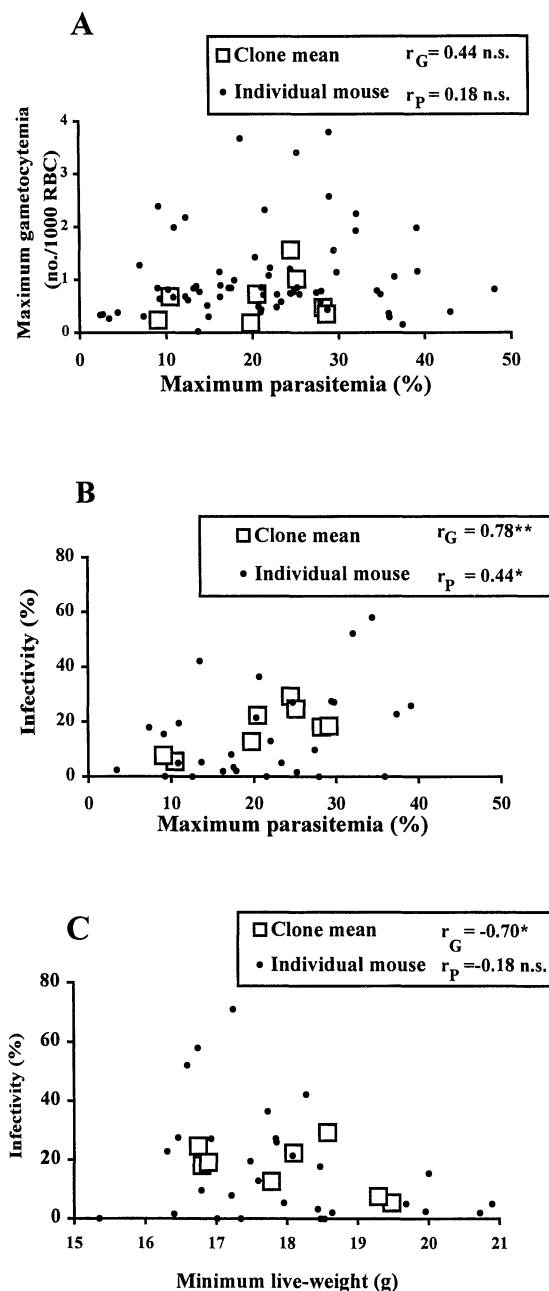 A
Clone mean r_G = 0.44 n.s.
Individual mouse r_P = 0.18 n.s.
Maximum gametocytemia
(no./1000 RBC)
4
3
2
1
0
0 10 20 30 40 50
Maximum parasitemia (%)
B
Clone mean r_G = 0.78**
Individual mouse r_P = 0.44*
Infectivity (%)
80
60
40
20
0
0 10 20 30 40 50
Maximum parasitemia (%)
C
Clone mean r_G = -0.70*
Individual mouse r_P =-0.18 n.s.
Infectivity (%)
80
60
40
20
0
15 16 17 18 19 20 21
Minimum live-weight (g)